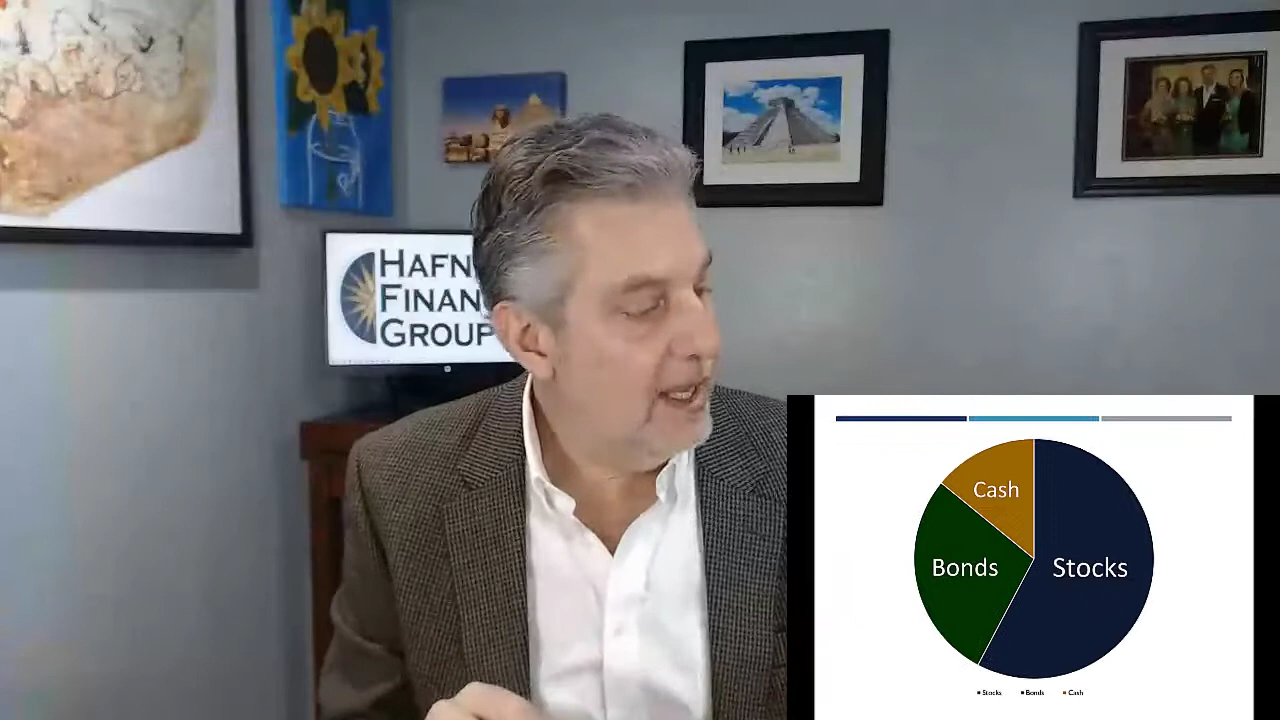 HAFN
FINAN
GROUP
Cash
Bonds
Stocks
Stocks Bonds Cash